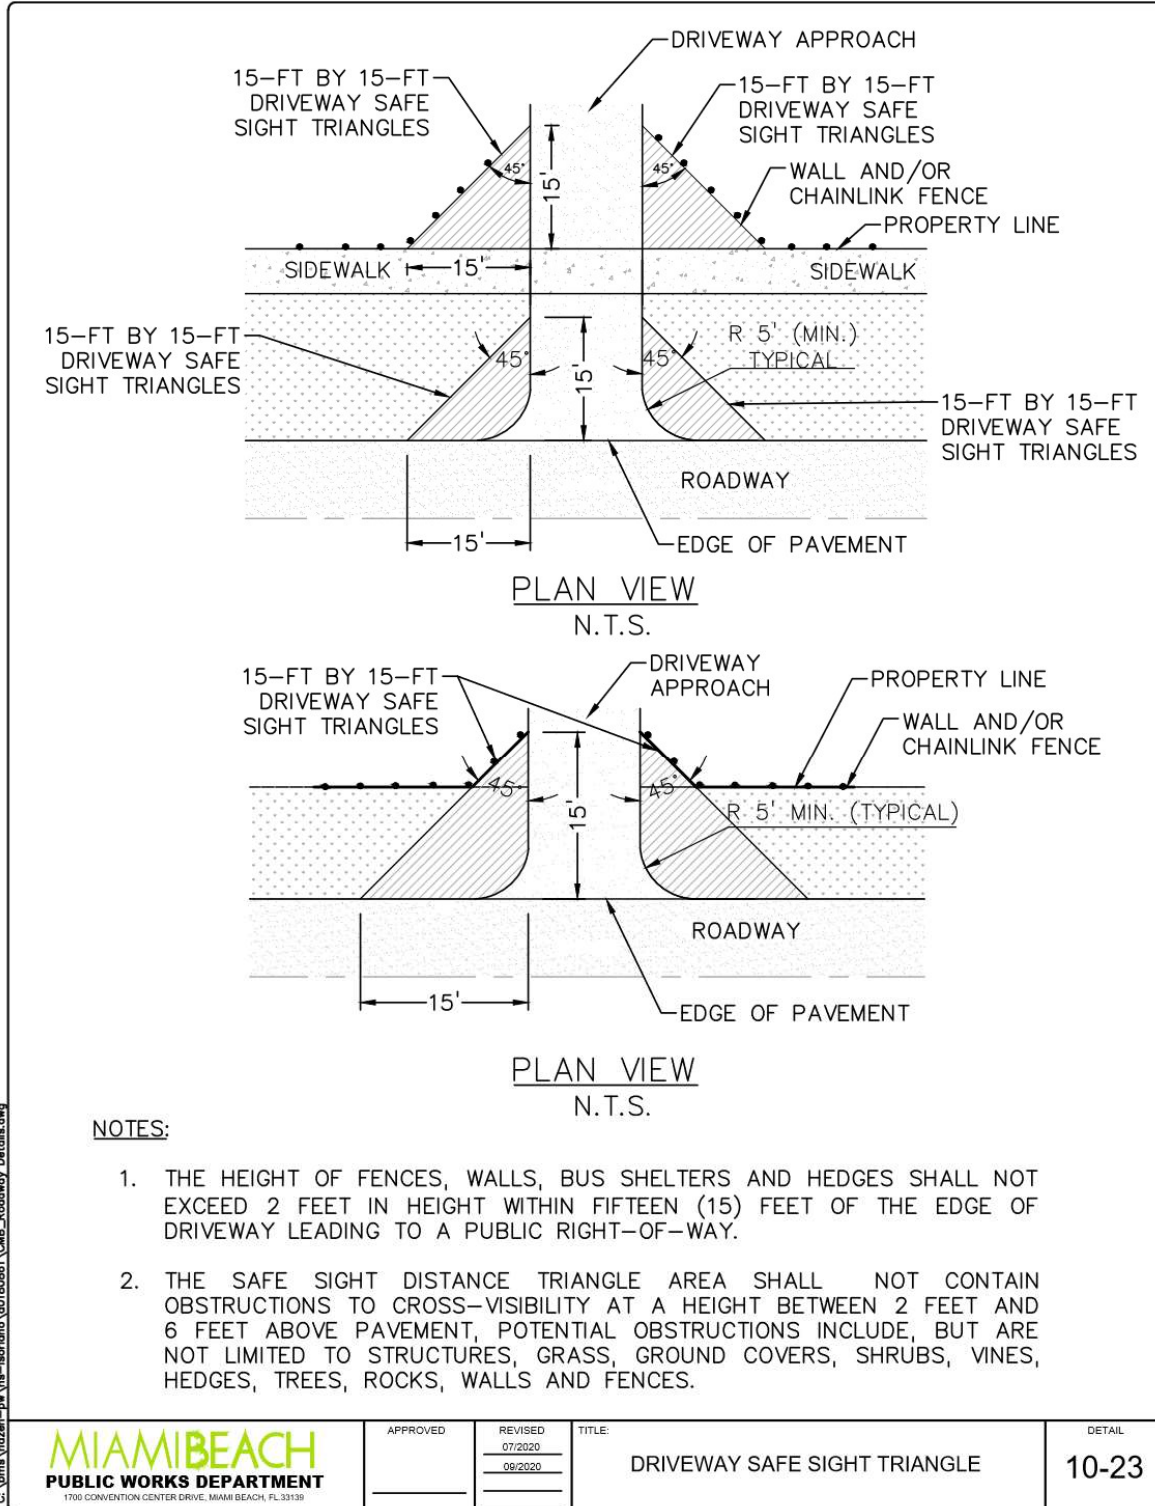 DRIVEWAY APPROACH
15-FT BY 15-FT
DRIVEWAY SAFE
SIGHT TRIANGLES
15-FT BY 15-FT
DRIVEWAY SAFE
SIGHT TRIANGLES
45°
15'
45°
WALL AND/OR
CHAINLINK FENCE
PROPERTY LINE
SIDEWALK
15'
SIDEWALK
15-FT BY 15-FT
DRIVEWAY SAFE
SIGHT TRIANGLES
45°
15'
45°
R 5' (MIN.)
TYPICAL
15-FT BY 15-FT
DRIVEWAY SAFE
SIGHT TRIANGLES
ROADWAY
15'
EDGE OF PAVEMENT
PLAN VIEW
N.T.S.
15-FT BY 15-FT
DRIVEWAY SAFE
SIGHT TRIANGLES
DRIVEWAY
APPROACH
PROPERTY LINE
WALL AND/OR
CHAINLINK FENCE
45°
15'
45°
R 5' MIN. (TYPICAL)
ROADWAY
15'
EDGE OF PAVEMENT
PLAN VIEW
N.T.S.
NOTES:
1. THE HEIGHT OF FENCES, WALLS, BUS SHELTERS AND HEDGES SHALL NOT
EXCEED 2 FEET IN HEIGHT WITHIN FIFTEEN (15) FEET OF THE EDGE OF
DRIVEWAY LEADING TO A PUBLIC RIGHT-OF-WAY.
2. THE SAFE SIGHT DISTANCE TRIANGLE AREA SHALL NOT CONTAIN
OBSTRUCTIONS TO CROSS-VISIBILITY AT A HEIGHT BETWEEN 2 FEET AND
6 FEET ABOVE PAVEMENT, POTENTIAL OBSTRUCTIONS INCLUDE, BUT ARE
NOT LIMITED TO STRUCTURES, GRASS, GROUND COVERS, SHRUBS, VINES,
HEDGES, TREES, ROCKS, WALLS AND FENCES.
MIAMIBEACH
PUBLIC WORKS DEPARTMENT
1700 CONVENTION CENTER DRIVE, MIAMI BEACH, FL.33139
APPROVED
REVISED
07/2020
09/2020
TITLE:
DRIVEWAY SAFE SIGHT TRIANGLE
DETAIL
10-23